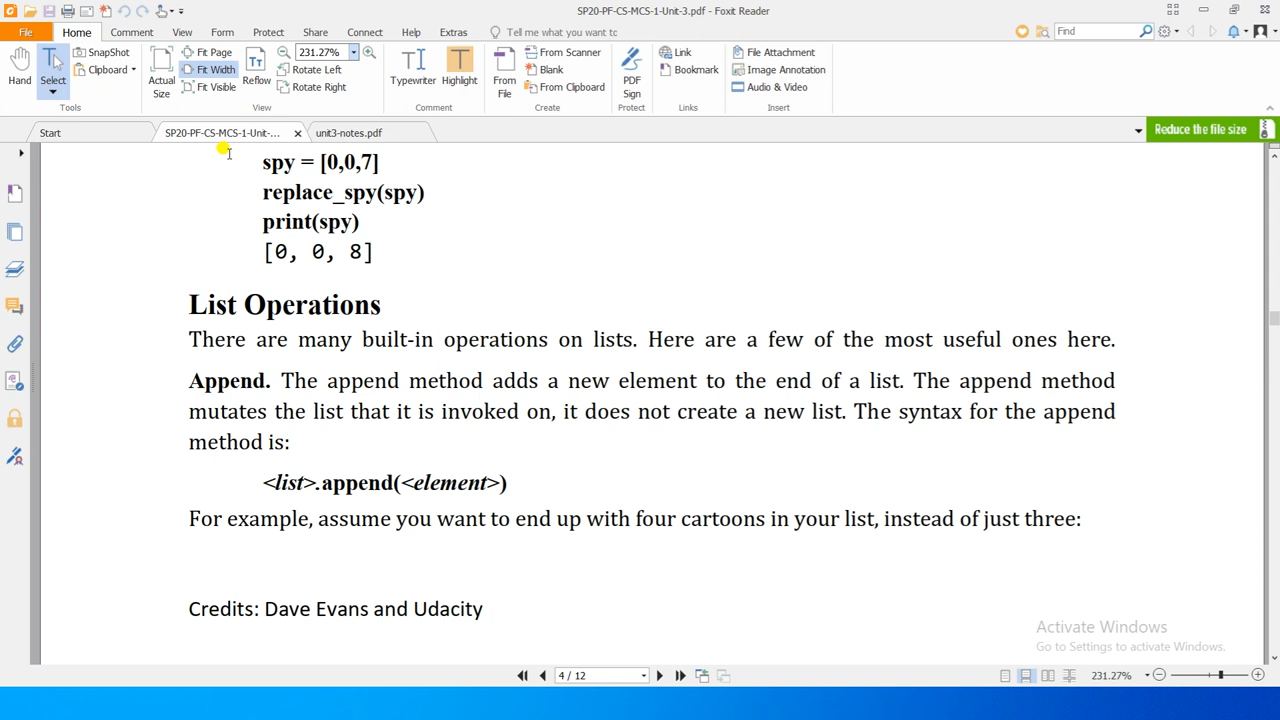 SP20-PF-CS-MCS-1-Unit-3.pdf - Foxit Reader
File Home Comment View Form Protect Share Connect Help Extras Tell me what you want tc Find
Hand
Select
SnapShot
Clipboard
Tools
Actual Size
Fit Page
Fit Width
Fit Visible
Reflow
231.27%
Rotate Left
Rotate Right
View
Typewriter
Highlight
Comment
From File
From Scanner
Blank
From Clipboard
Create
PDF Sign
Protect
Link
Bookmark
Links
File Attachment
Image Annotation
Audio & Video
Insert
Start SP20-PF-CS-MCS-1-Unit-... unit3-notes.pdf Reduce the file size
spy = [0,0,7]
replace_spy(spy)
print(spy)
[0, 0, 8]
List Operations
There are many built-in operations on lists. Here are a few of the most useful ones here.
Append. The append method adds a new element to the end of a list. The append method
mutates the list that it is invoked on, it does not create a new list. The syntax for the append
method is:
<list>.append(<element>)
For example, assume you want to end up with four cartoons in your list, instead of just three:
Credits: Dave Evans and Udacity
Activate Windows
Go to Settings to activate Windows.
4 / 12 231.27%